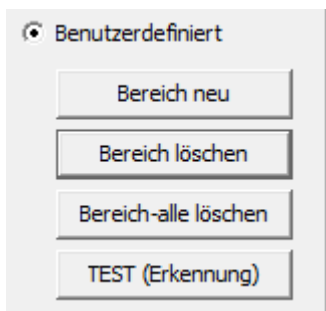 Benutzerdefiniert
Bereich neu
Bereich löschen
Bereich-alle löschen
TEST (Erkennung)